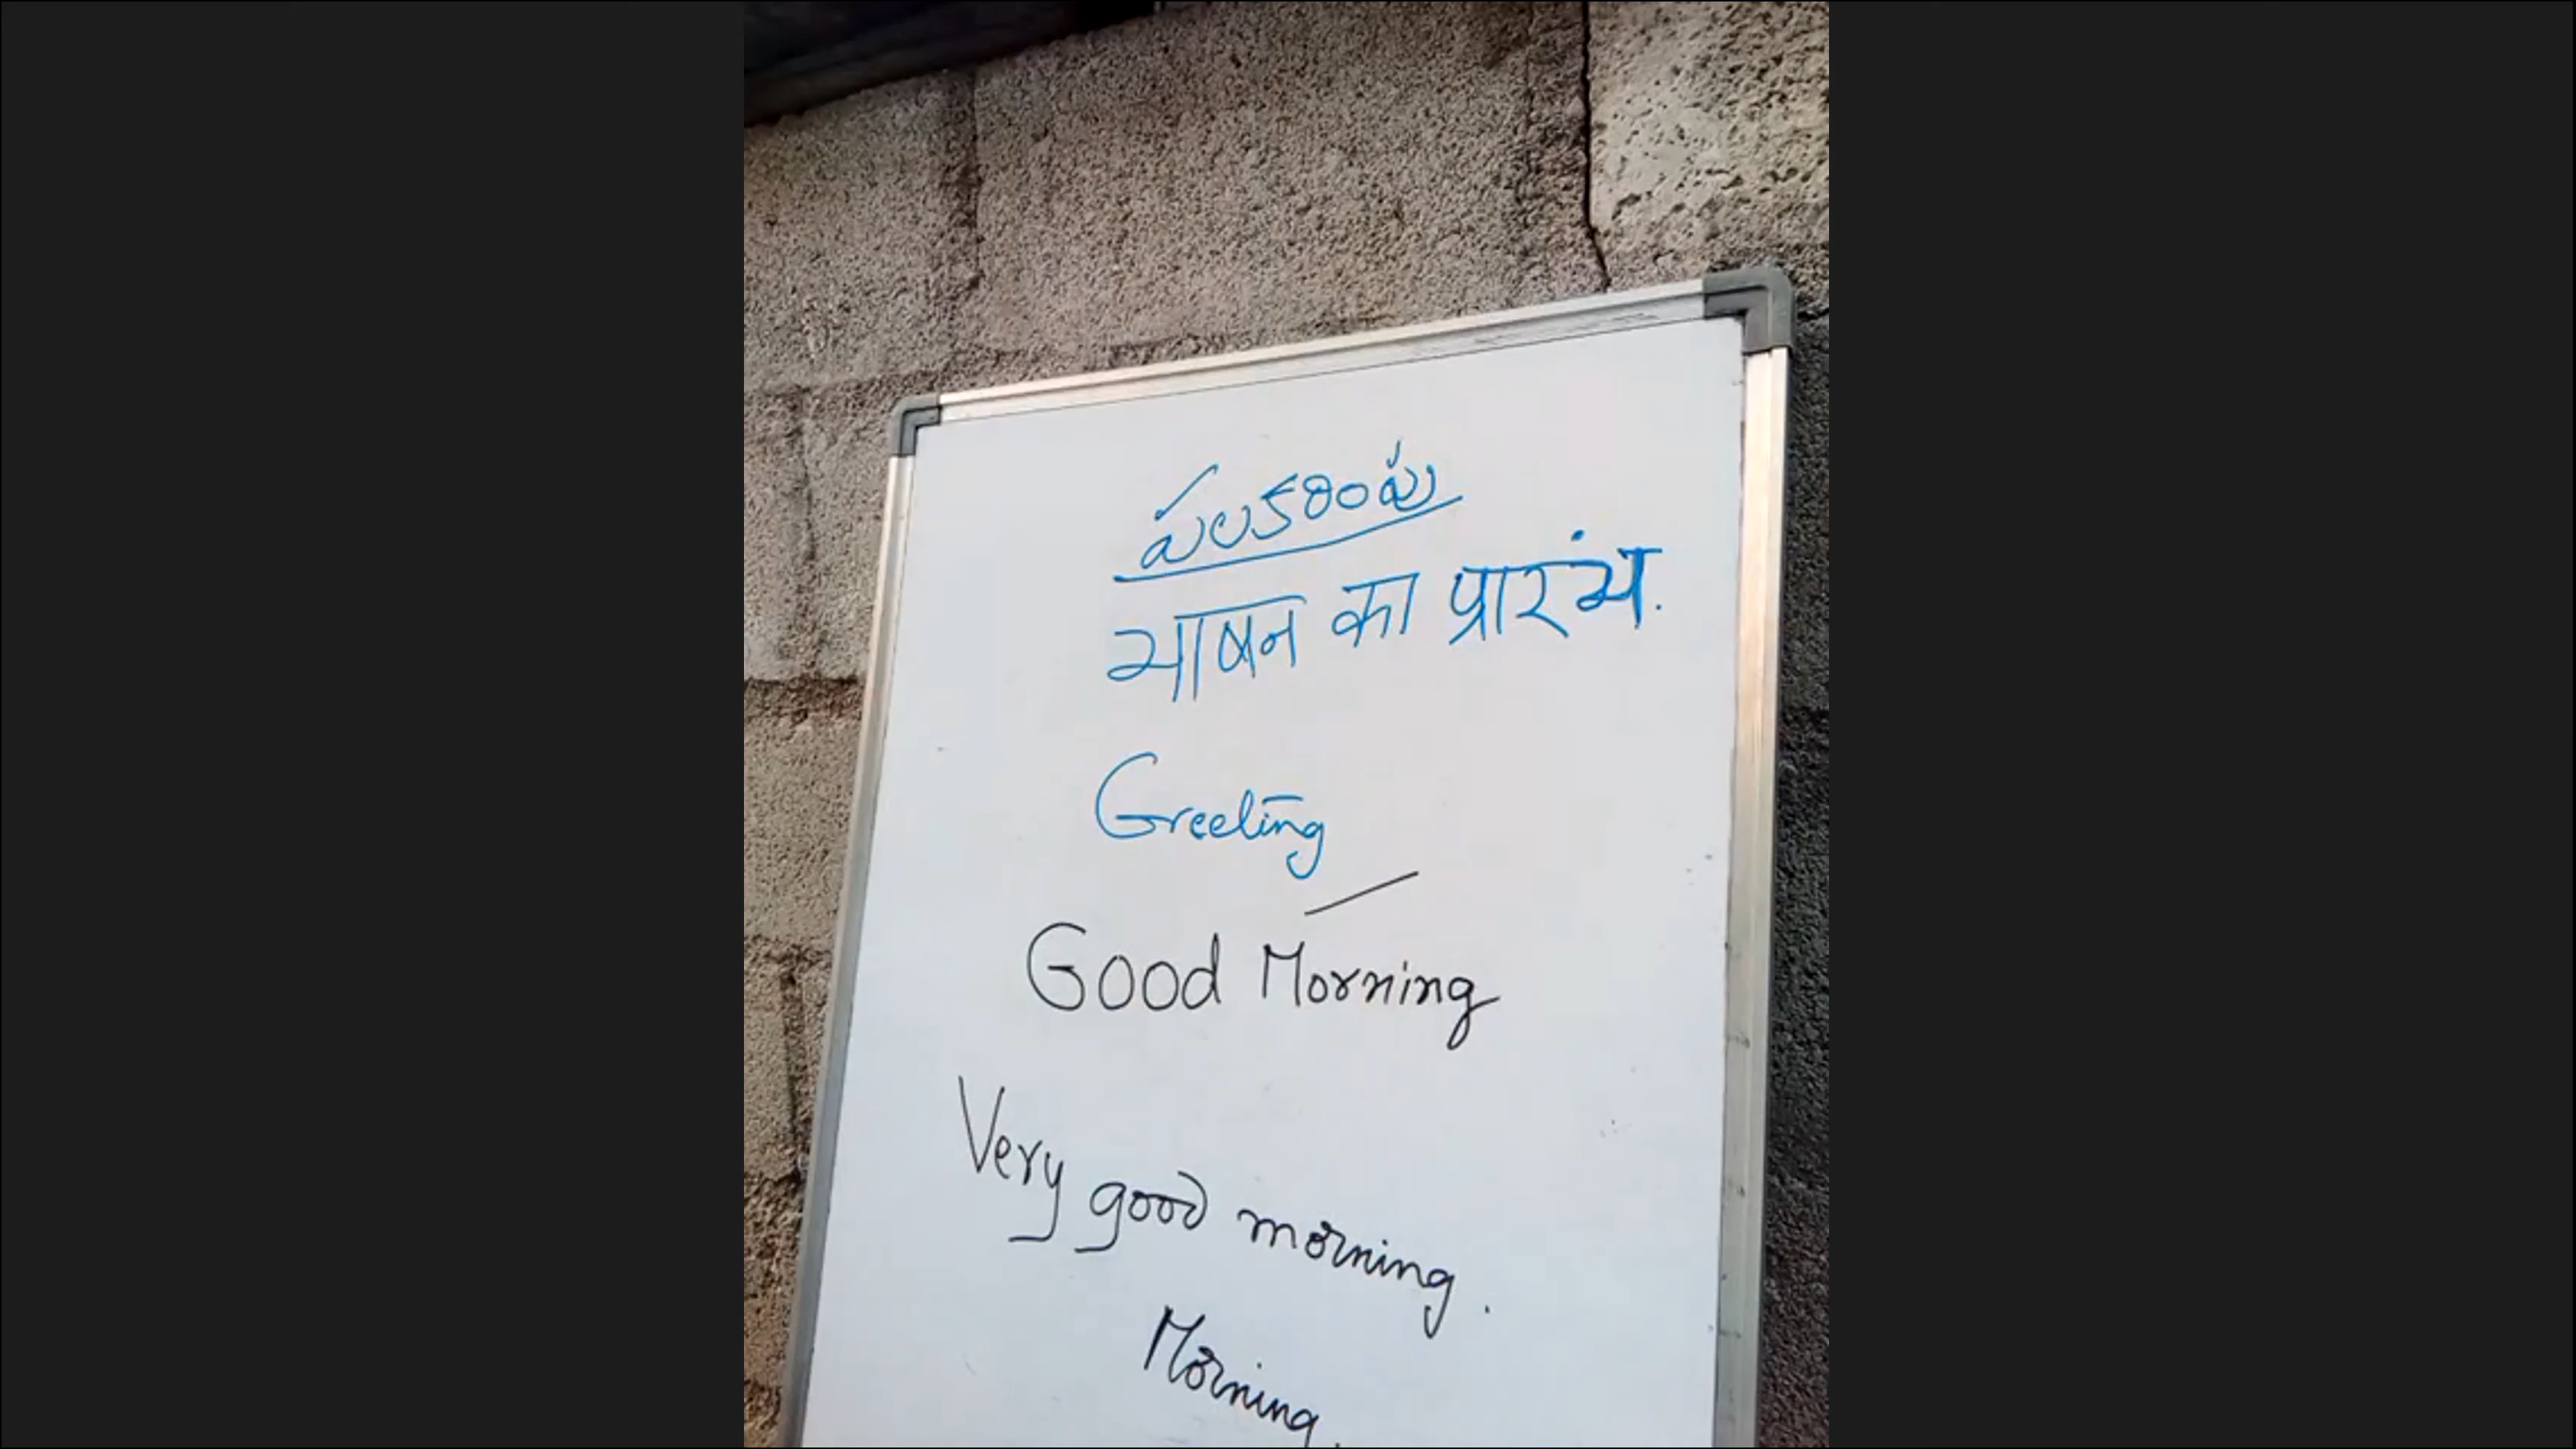 పలకరింపు
भाषन का प्रारंभ.
Greeting
Good Morning
Very good morning.
Morning.